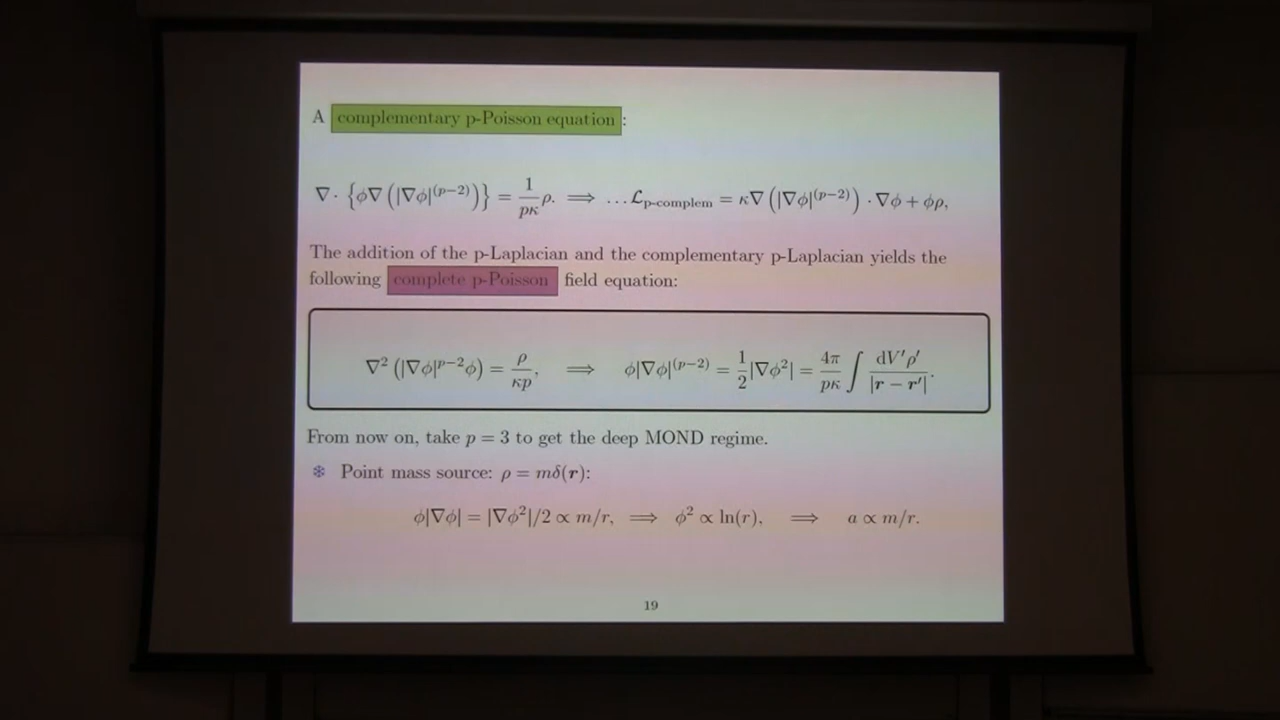 A complementary p-Poisson equation :
∇ · {φ∇ (|∇φ|^(p−2))} = 1/(pκ) ρ. ⟹ ... ℒ_p-complem = κ∇ (|∇φ|^(p−2)) · ∇φ + φρ,
The addition of the p-Laplacian and the complementary p-Laplacian yields the
following complete p-Poisson field equation:
∇² (|∇φ|^p−2 φ) = ρ/(κp), ⟹ φ|∇φ|^(p−2) = 1/2 |∇φ²| = 4π/(pκ) ∫ dV′ρ′/|r − r′|.
From now on, take p = 3 to get the deep MOND regime.
❄ Point mass source: ρ = mδ(r):
φ|∇φ| = |∇φ²|/2 ∝ m/r, ⟹ φ² ∝ ln(r), ⟹ a ∝ m/r.
19